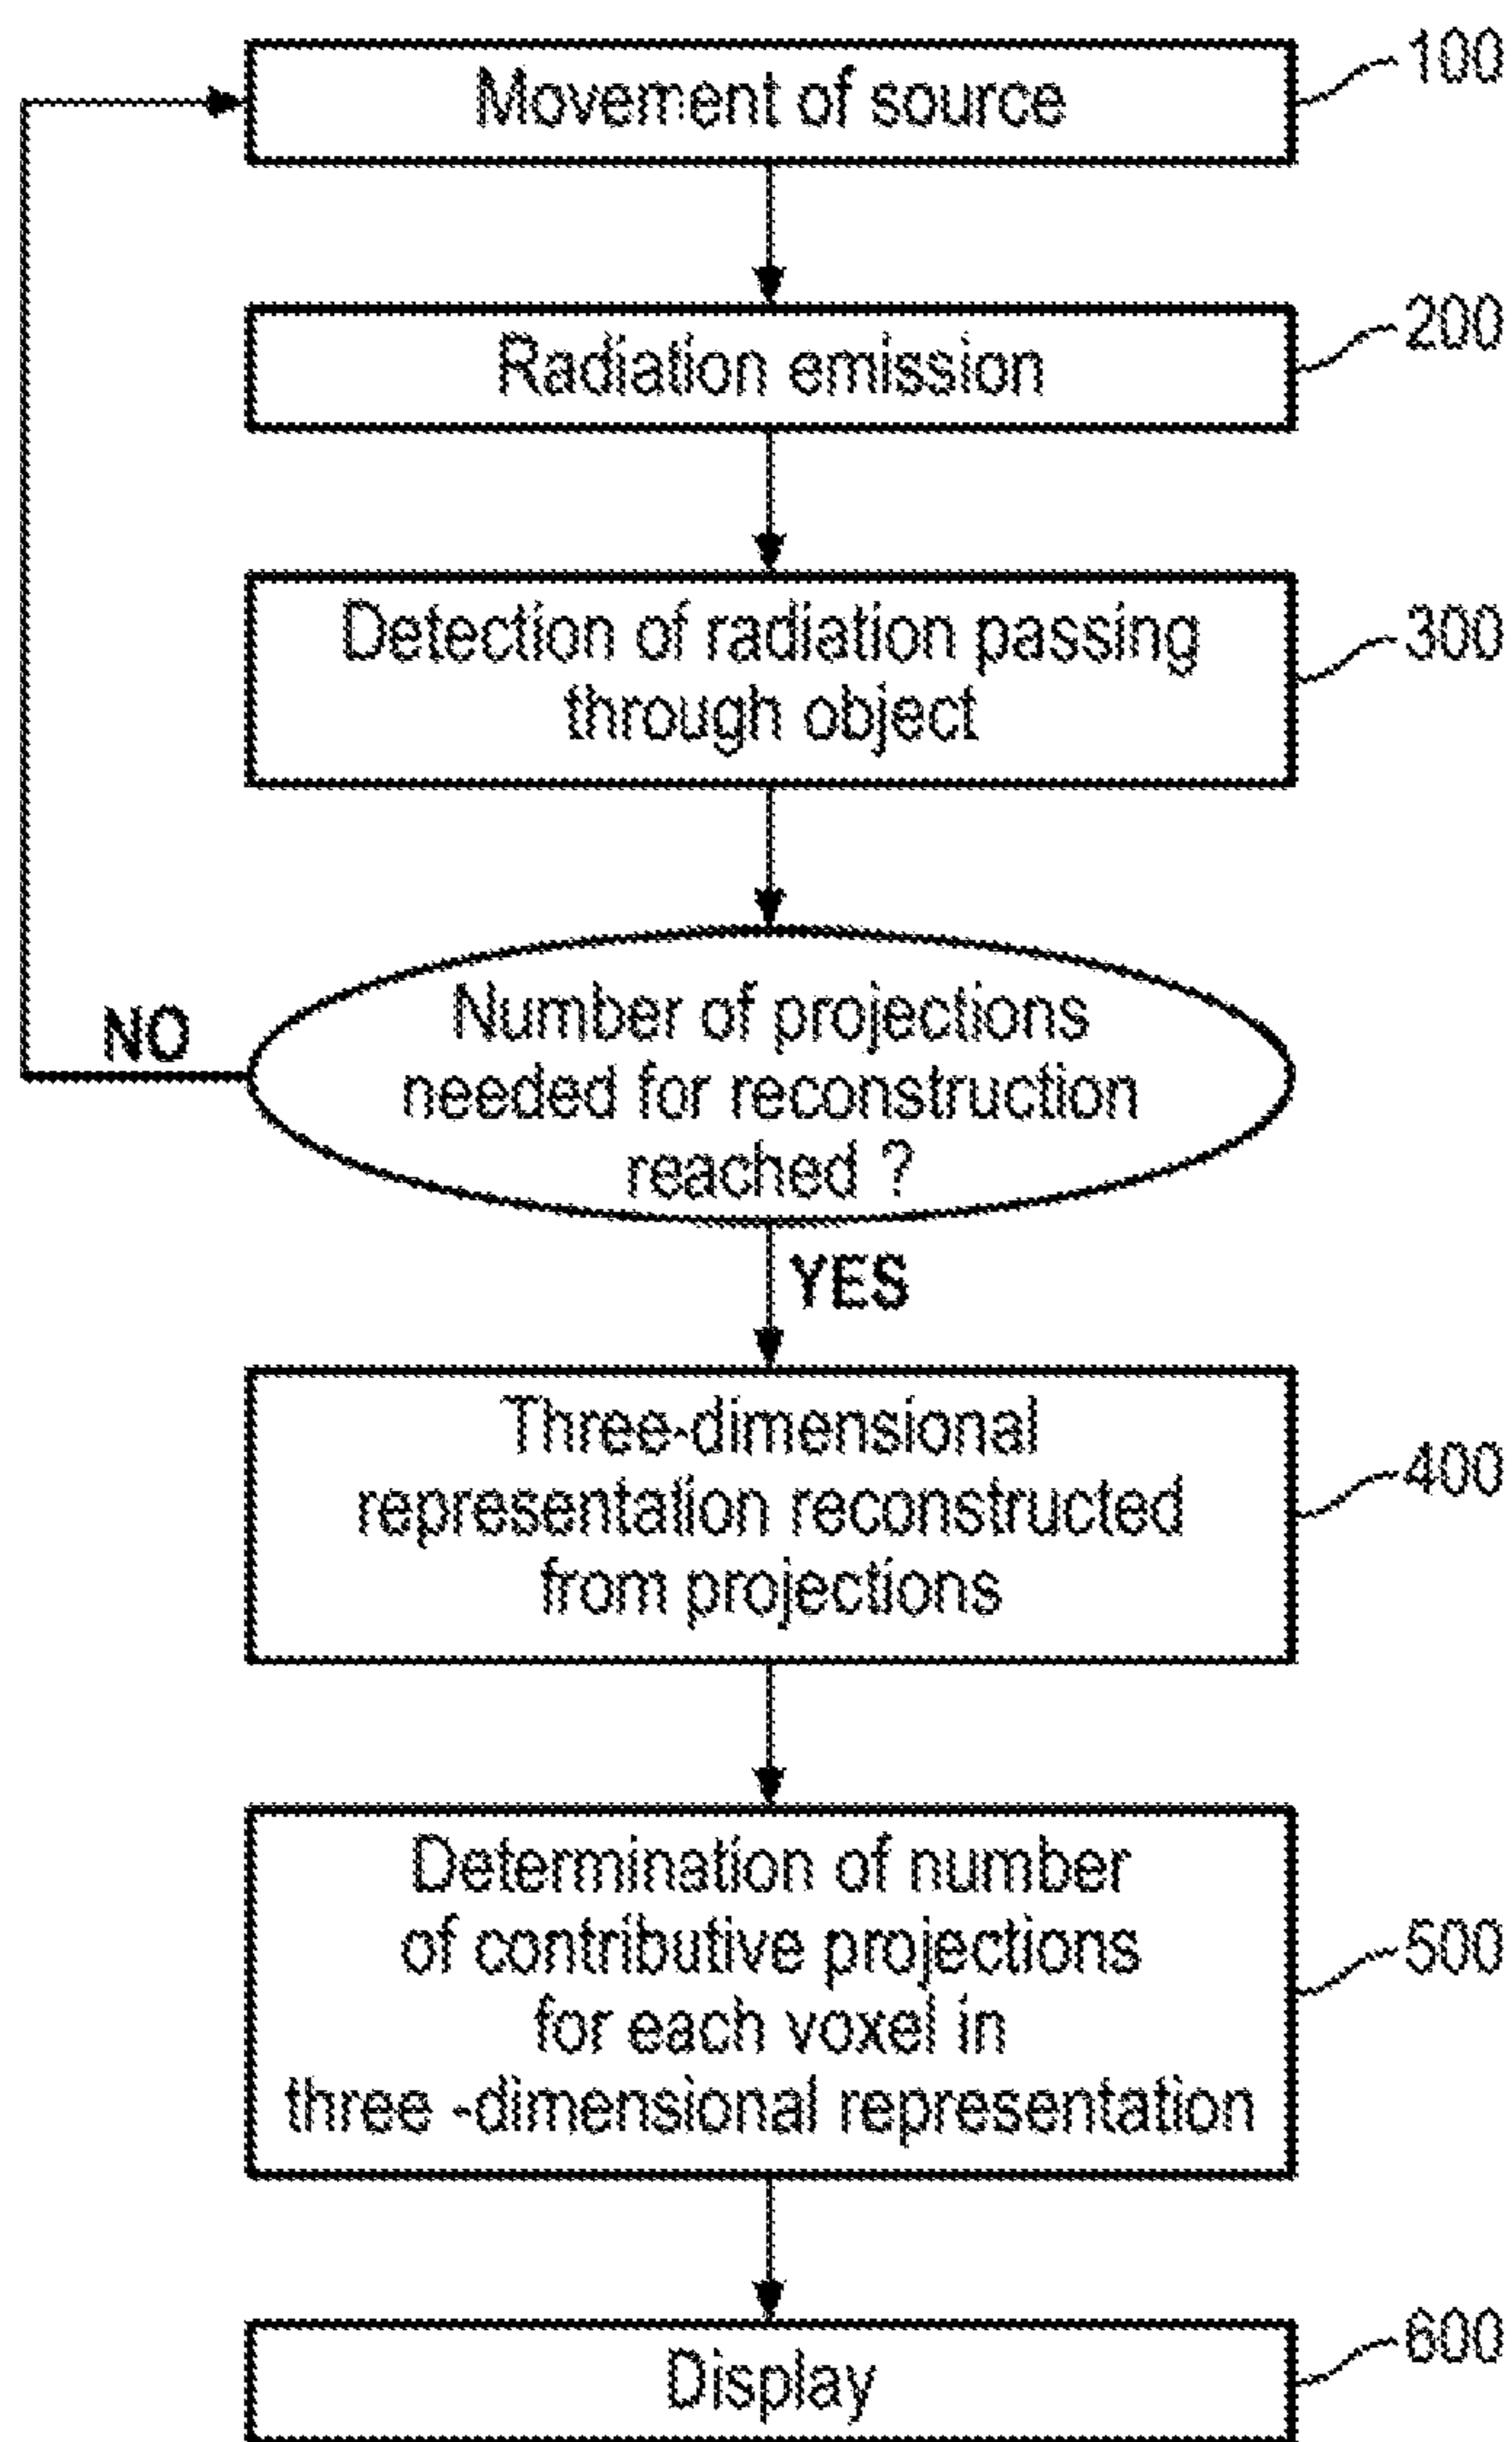 Movement of source
100
Radiation emission
200
Detection of radiation passing
through object
300
Number of projections
needed for reconstruction
reached ?
NO
YES
Three-dimensional
representation reconstructed
from projections
400
Determination of number
of contributive projections
for each voxel in
three -dimensional representation
500
Display
600